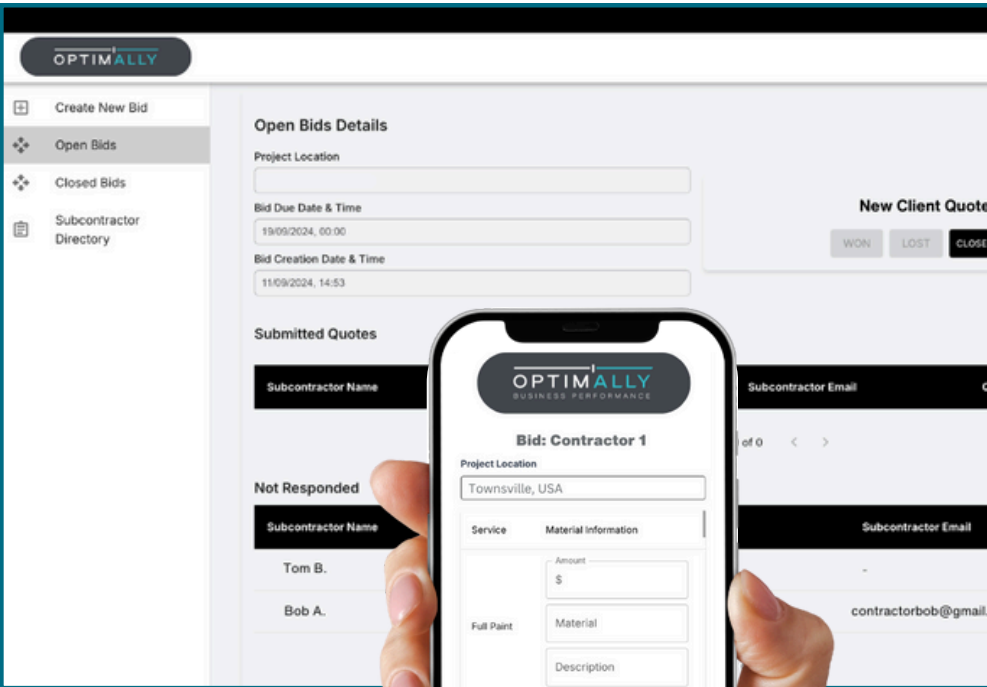 OPTIMALLY
Create New Bid
Open Bids
Closed Bids
Subcontractor
Directory
Open Bids Details
Project Location
Bid Due Date & Time
19/09/2024, 00:00
Bid Creation Date & Time
11/09/2024, 14:53
New Client Quote
WON LOST CLOSE
Submitted Quotes
Subcontractor Name Subcontractor Email
of 0 < >
Not Responded
Subcontractor Name Subcontractor Email
Tom B. -
Bob A. contractorbob@gmail.
OPTIMALLY
BUSINESS PERFORMANCE
Bid: Contractor 1
Project Location
Townsville, USA
Service Material Information
Amount
$
Full Paint Material
Description